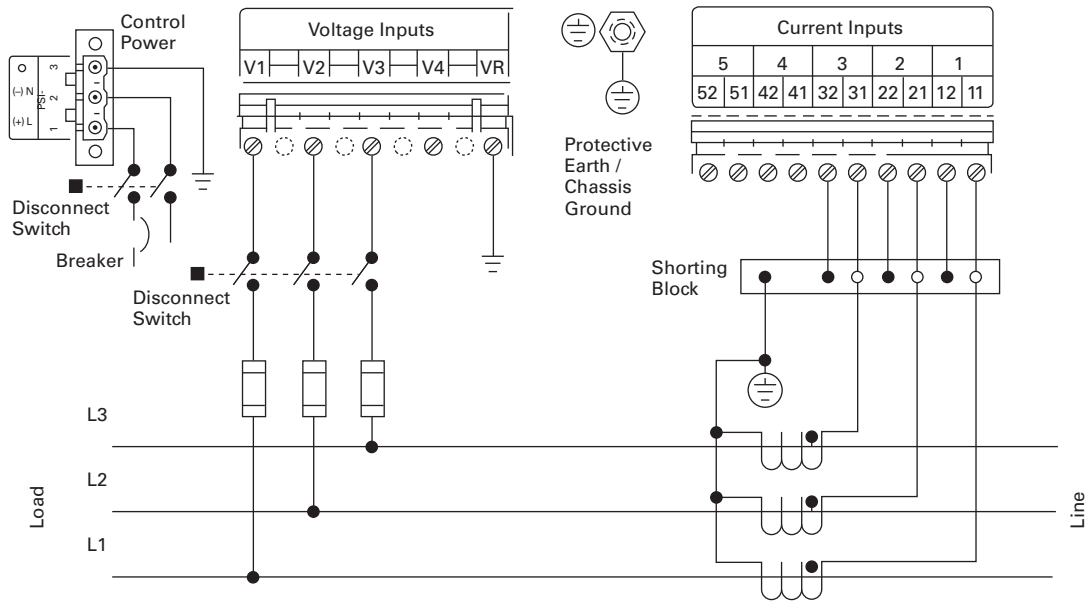 Control
Power
3
(–) N
PSI-
2
(+) L
1
Disconnect
Switch
Breaker
Voltage Inputs
V1 V2 V3 V4 VR
Disconnect
Switch
Protective
Earth /
Chassis
Ground
Current Inputs
5 4 3 2 1
52 51 42 41 32 31 22 21 12 11
Shorting
Block
L3
L2
L1
Load
Line